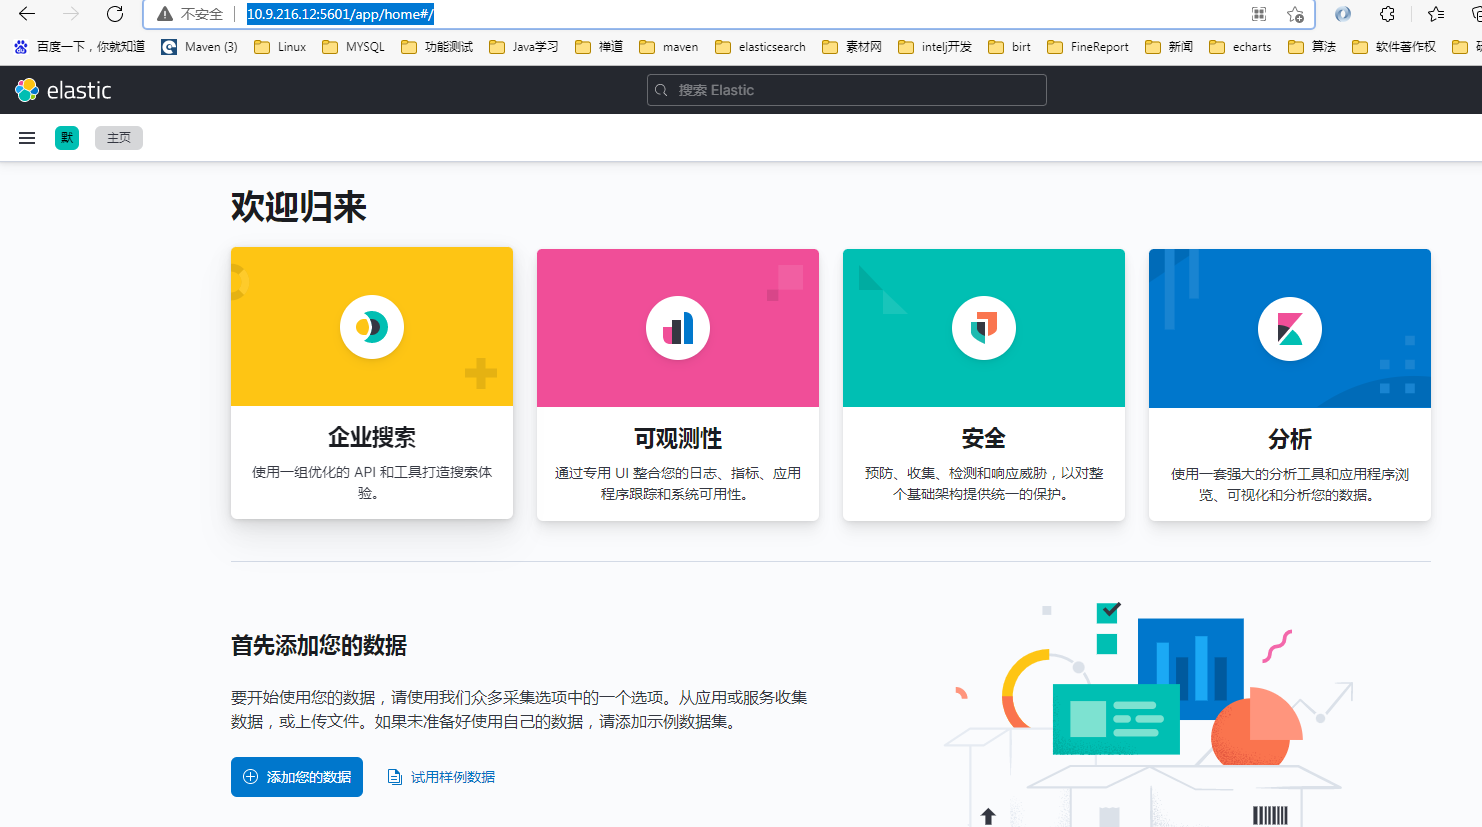 不安全 10.9.216.12:5601/app/home#/
百度一下，你就知道 Maven (3) Linux MYSQL 功能测试 Java学习 禅道 maven elasticsearch 素材网 intelj开发 birt FineReport 新闻 echarts 算法 软件著作权
elastic 搜索 Elastic
默 主页
欢迎归来
企业搜索
使用一组优化的 API 和工具打造搜索体
验。
可观测性
通过专用 UI 整合您的日志、指标、应用
程序跟踪和系统可用性。
安全
预防、收集、检测和响应威胁，以对整
个基础架构提供统一的保护。
分析
使用一套强大的分析工具和应用程序浏
览、可视化和分析您的数据。
首先添加您的数据
要开始使用您的数据，请使用我们众多采集选项中的一个选项。从应用或服务收集
数据，或上传文件。如果未准备好使用自己的数据，请添加示例数据集。
添加您的数据 试用样例数据